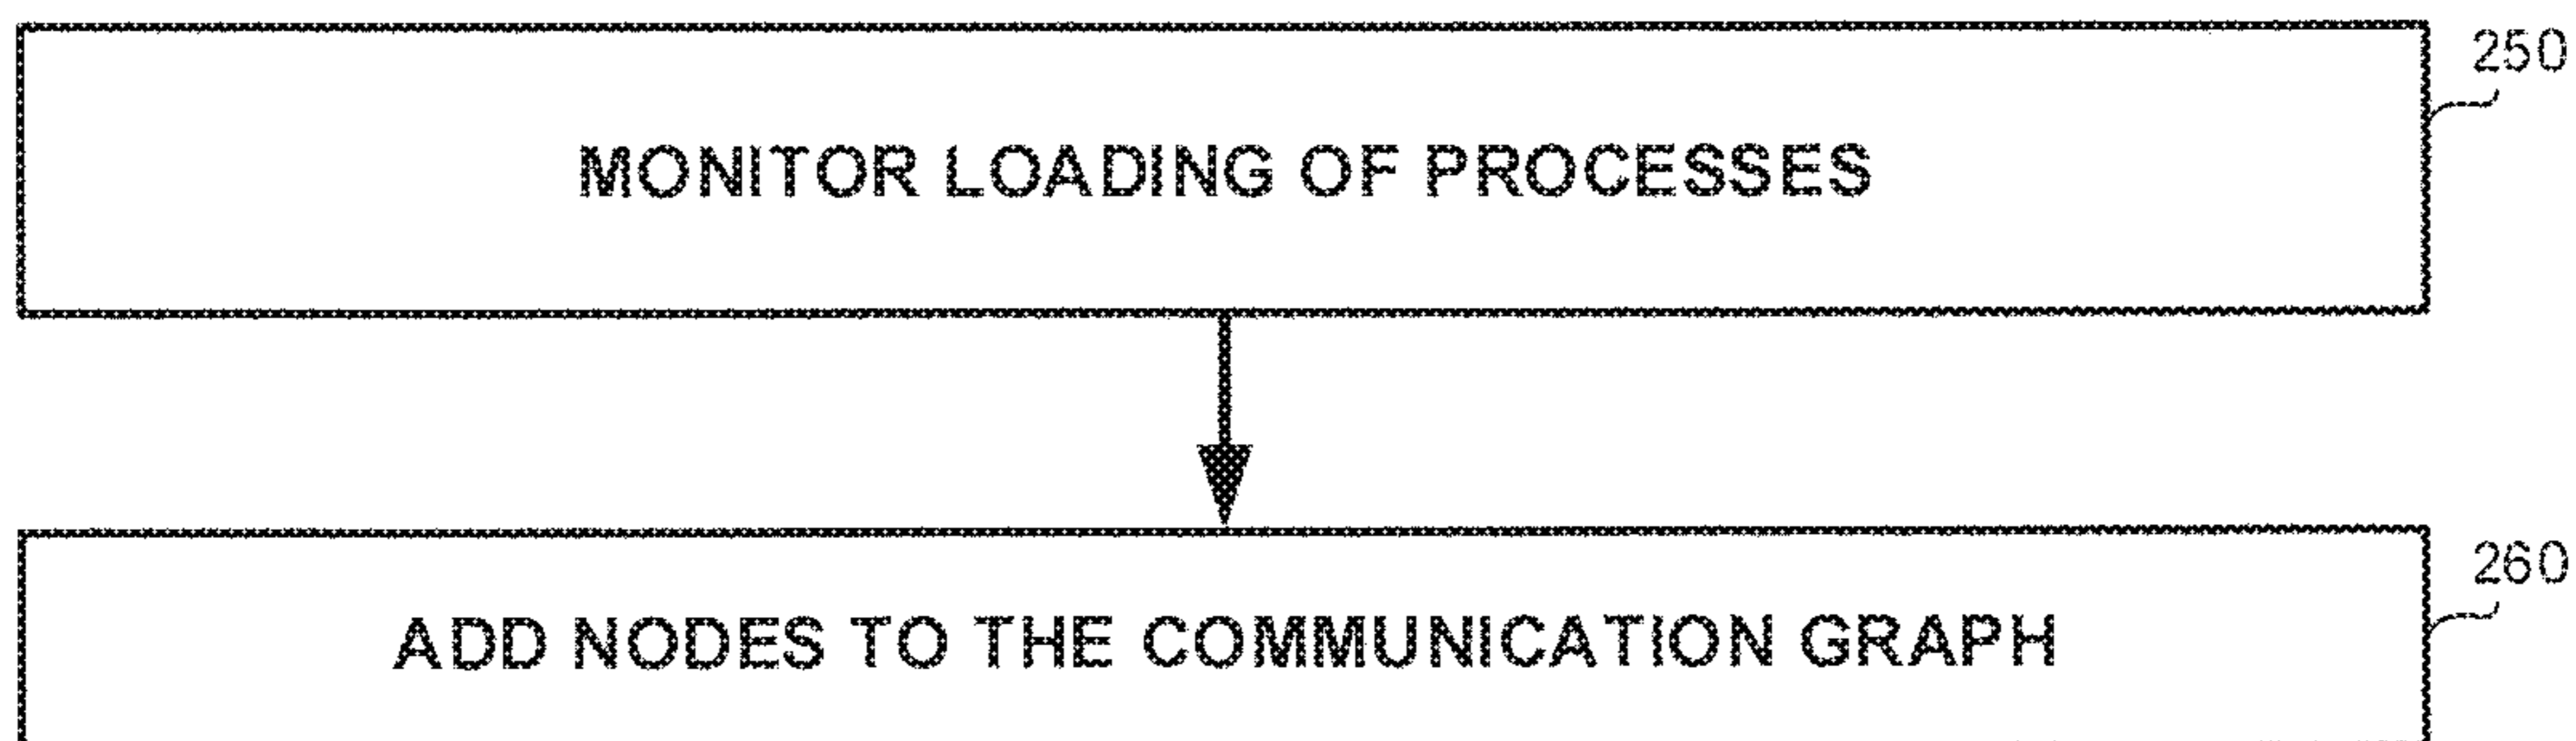 250
MONITOR LOADING OF PROCESSES
260
ADD NODES TO THE COMMUNICATION GRAPH